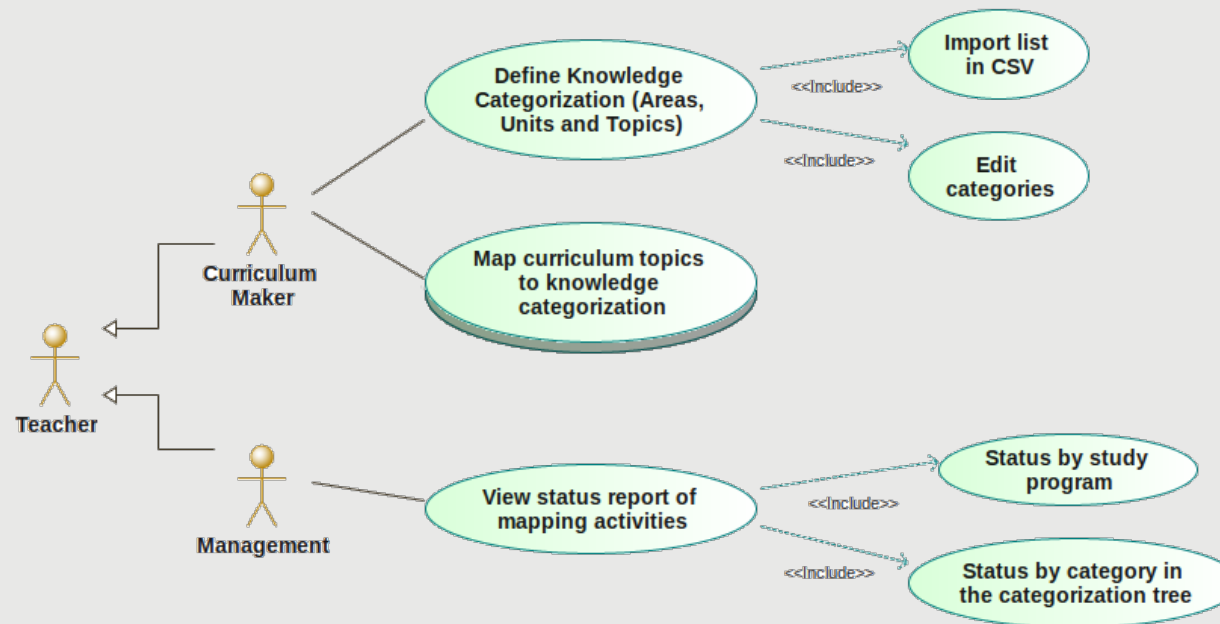 Define Knowledge
Categorization (Areas,
Units and Topics)
<<Include>>
Import list
in CSV
<<Include>>
Edit
categories
Curriculum
Maker
Map curriculum topics
to knowledge
categorization
Teacher
Management
View status report of
mapping activities
<<Include>>
Status by study
program
<<Include>>
Status by category in
the categorization tree